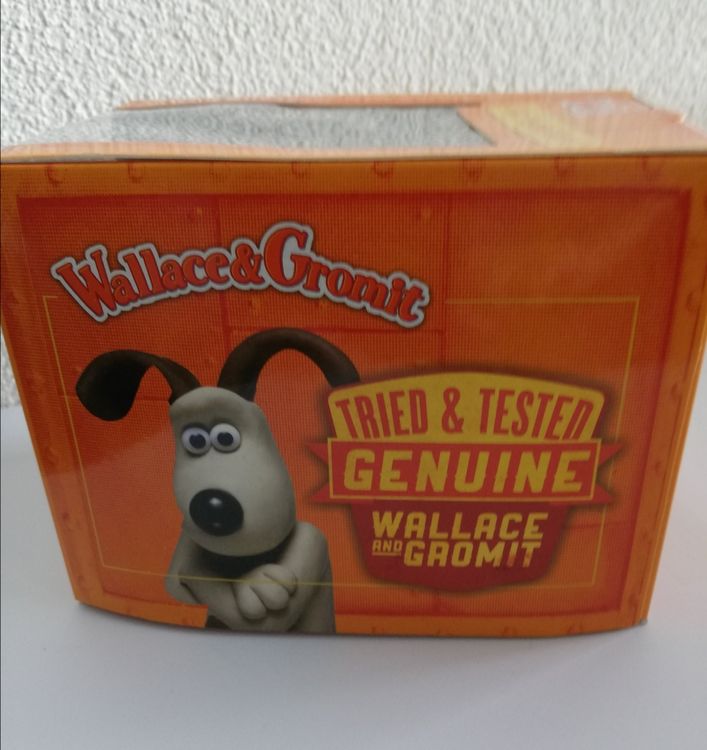 Wallace & Gromit
TRIED & TESTED
GENUINE
WALLACE
AND GROMIT